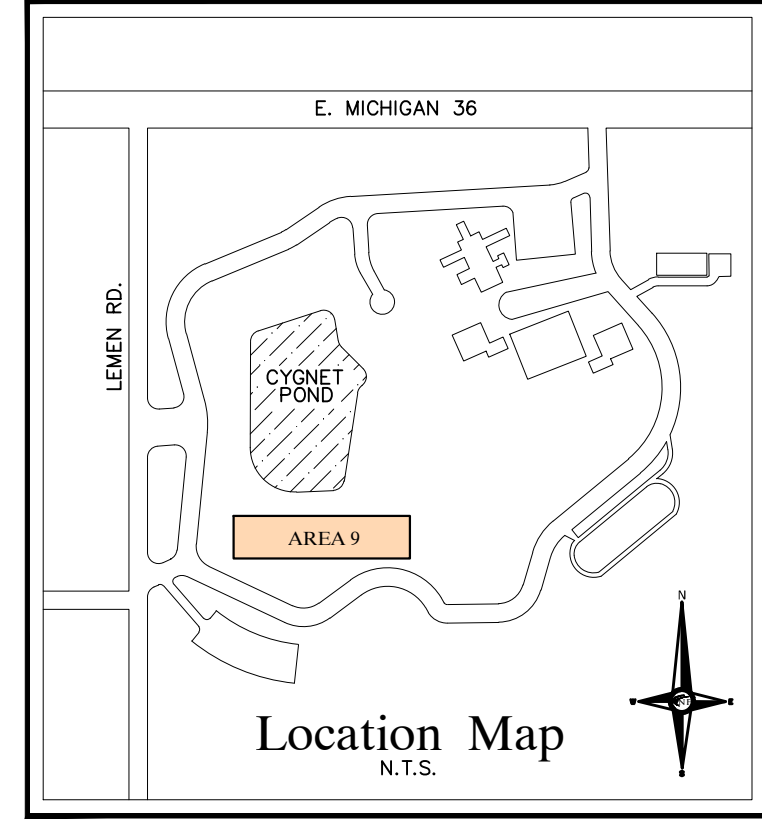 E. MICHIGAN 36
LEMEN RD.
CYGNET
POND
AREA 9
N
W
E
S
Location Map
N.T.S.